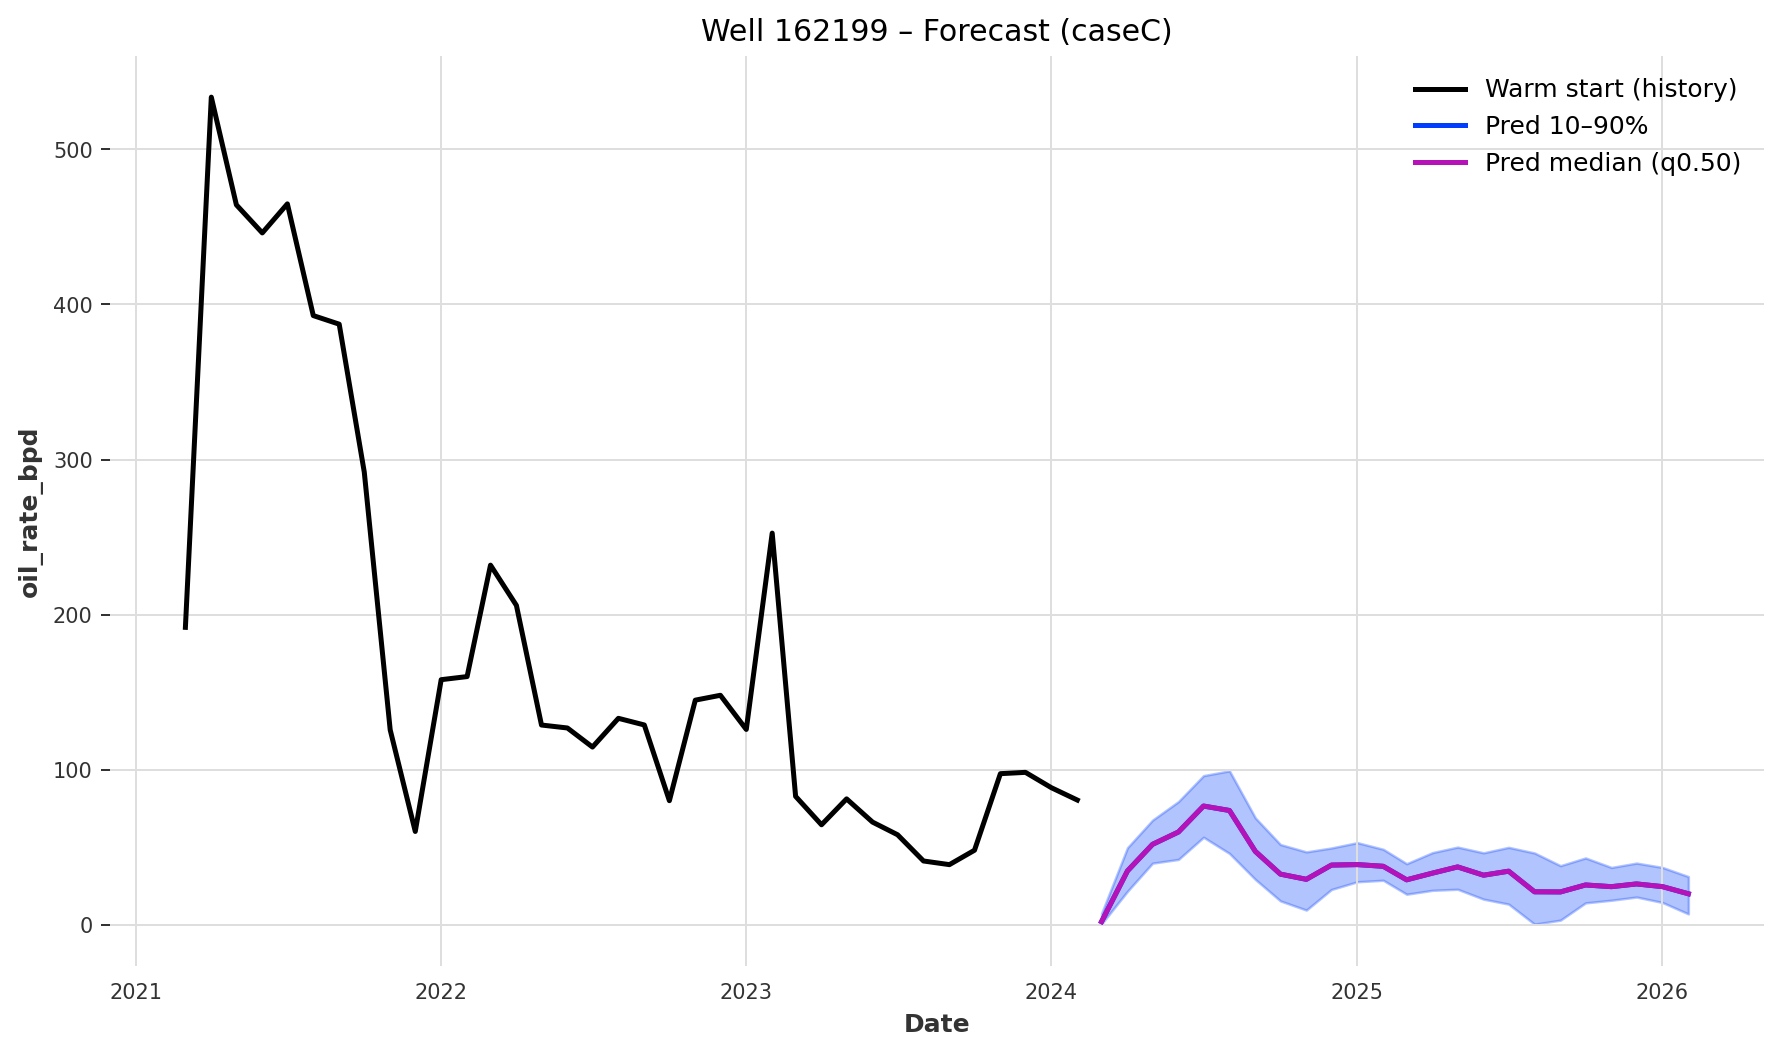 Well 162199 – Forecast (caseC)
Warm start (history)
Pred 10–90%
Pred median (q0.50)
oil_rate_bpd
500
400
300
200
100
0
2021
2022
2023
2024
2025
2026
Date